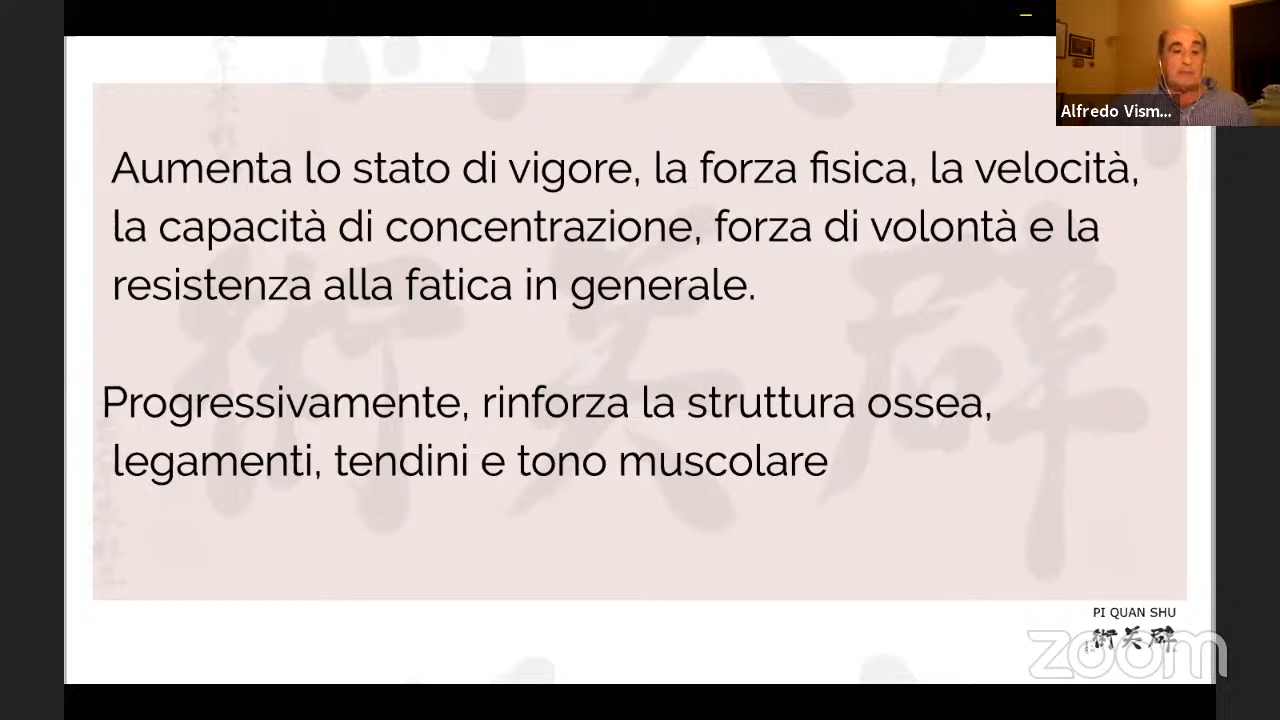 Alfredo Vism...
Aumenta lo stato di vigore, la forza fisica, la velocità,
la capacità di concentrazione, forza di volontà e la
resistenza alla fatica in generale.
Progressivamente, rinforza la struttura ossea,
legamenti, tendini e tono muscolare
PI QUAN SHU
zoom